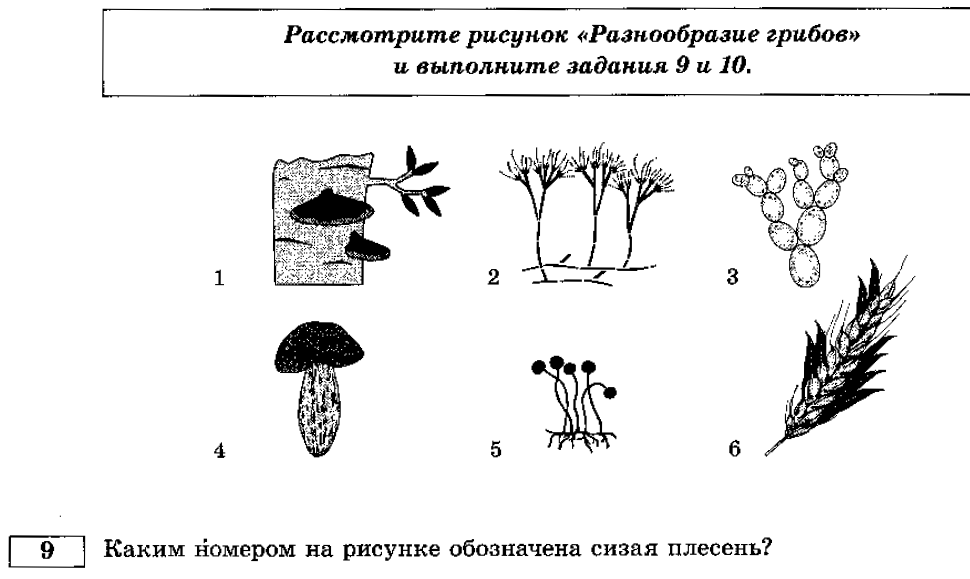 Рассмотрите рисунок «Разнообразие грибов»
и выполните задания 9 и 10.
1
2
3
4
5
6
9 Каким номером на рисунке обозначена сизая плесень?